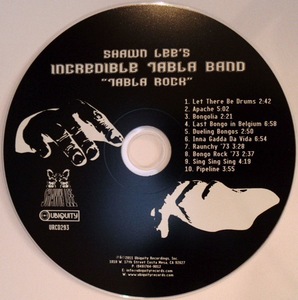 SHAWN LEE'S
INCREDIBLE TABLA BAND
"TABLA ROCK"
1. Let There Be Drums 2:42
2. Apache 5:02
3. Bongolia 2:21
4. Last Bongo in Belgium 6:58
5. Dueling Bongos 2:50
6. Inna Gadda Da Vida 6:54
7. Raunchy '73 3:28
8. Bongo Rock '73 2:37
9. Sing Sing Sing 4:19
10. Pipeline 3:55
UBIQUITY
URCD293
Ubiquity Recordings, Inc.